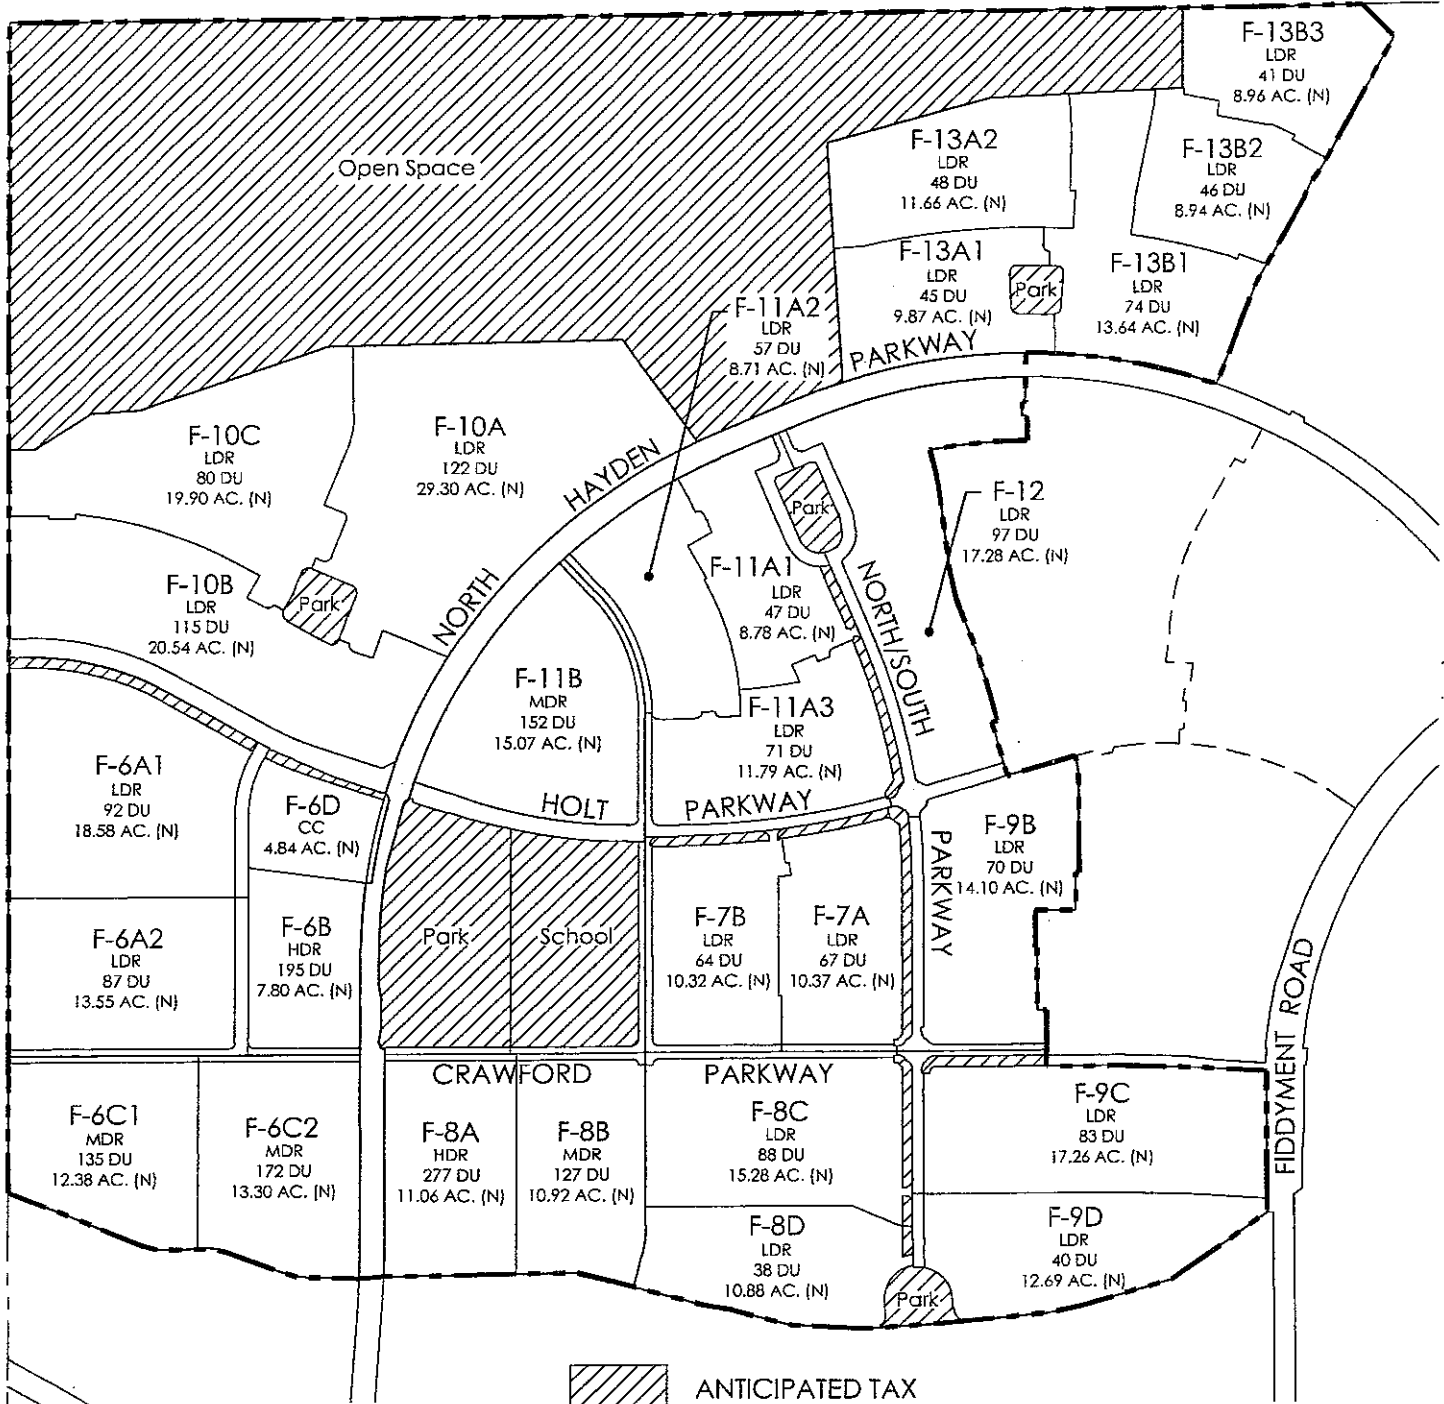 F-13B3
LDR
41 DU
8.96 AC. (N)
F-13A2
LDR
48 DU
11.66 AC. (N)
F-13B2
LDR
46 DU
8.94 AC. (N)
Open Space
F-13A1
LDR
45 DU
9.87 AC. (N)
Park
F-13B1
LDR
74 DU
13.64 AC. (N)
F-11A2
LDR
57 DU
8.71 AC. (N)
NORTH HAYDEN PARKWAY
F-10C
LDR
80 DU
19.90 AC. (N)
F-10A
LDR
122 DU
29.30 AC. (N)
Park
F-12
LDR
97 DU
17.28 AC. (N)
F-10B
LDR
115 DU
20.54 AC. (N)
Park
F-11A1
LDR
47 DU
8.78 AC. (N)
NORTH/SOUTH
PARKWAY
F-11B
MDR
152 DU
15.07 AC. (N)
F-11A3
LDR
71 DU
11.79 AC. (N)
F-6A1
LDR
92 DU
18.58 AC. (N)
F-6D
CC
4.84 AC. (N)
HOLT PARKWAY
F-9B
LDR
70 DU
14.10 AC. (N)
F-6A2
LDR
87 DU
13.55 AC. (N)
F-6B
HDR
195 DU
7.80 AC. (N)
Park
School
F-7B
LDR
64 DU
10.32 AC. (N)
F-7A
LDR
67 DU
10.37 AC. (N)
FIDDYMENT ROAD
CRAWFORD PARKWAY
F-6C1
MDR
135 DU
12.38 AC. (N)
F-6C2
MDR
172 DU
13.30 AC. (N)
F-8A
HDR
277 DU
11.06 AC. (N)
F-8B
MDR
127 DU
10.92 AC. (N)
F-8C
LDR
88 DU
15.28 AC. (N)
F-9C
LDR
83 DU
17.26 AC. (N)
F-8D
LDR
38 DU
10.88 AC. (N)
F-9D
LDR
40 DU
12.69 AC. (N)
Park
ANTICIPATED TAX